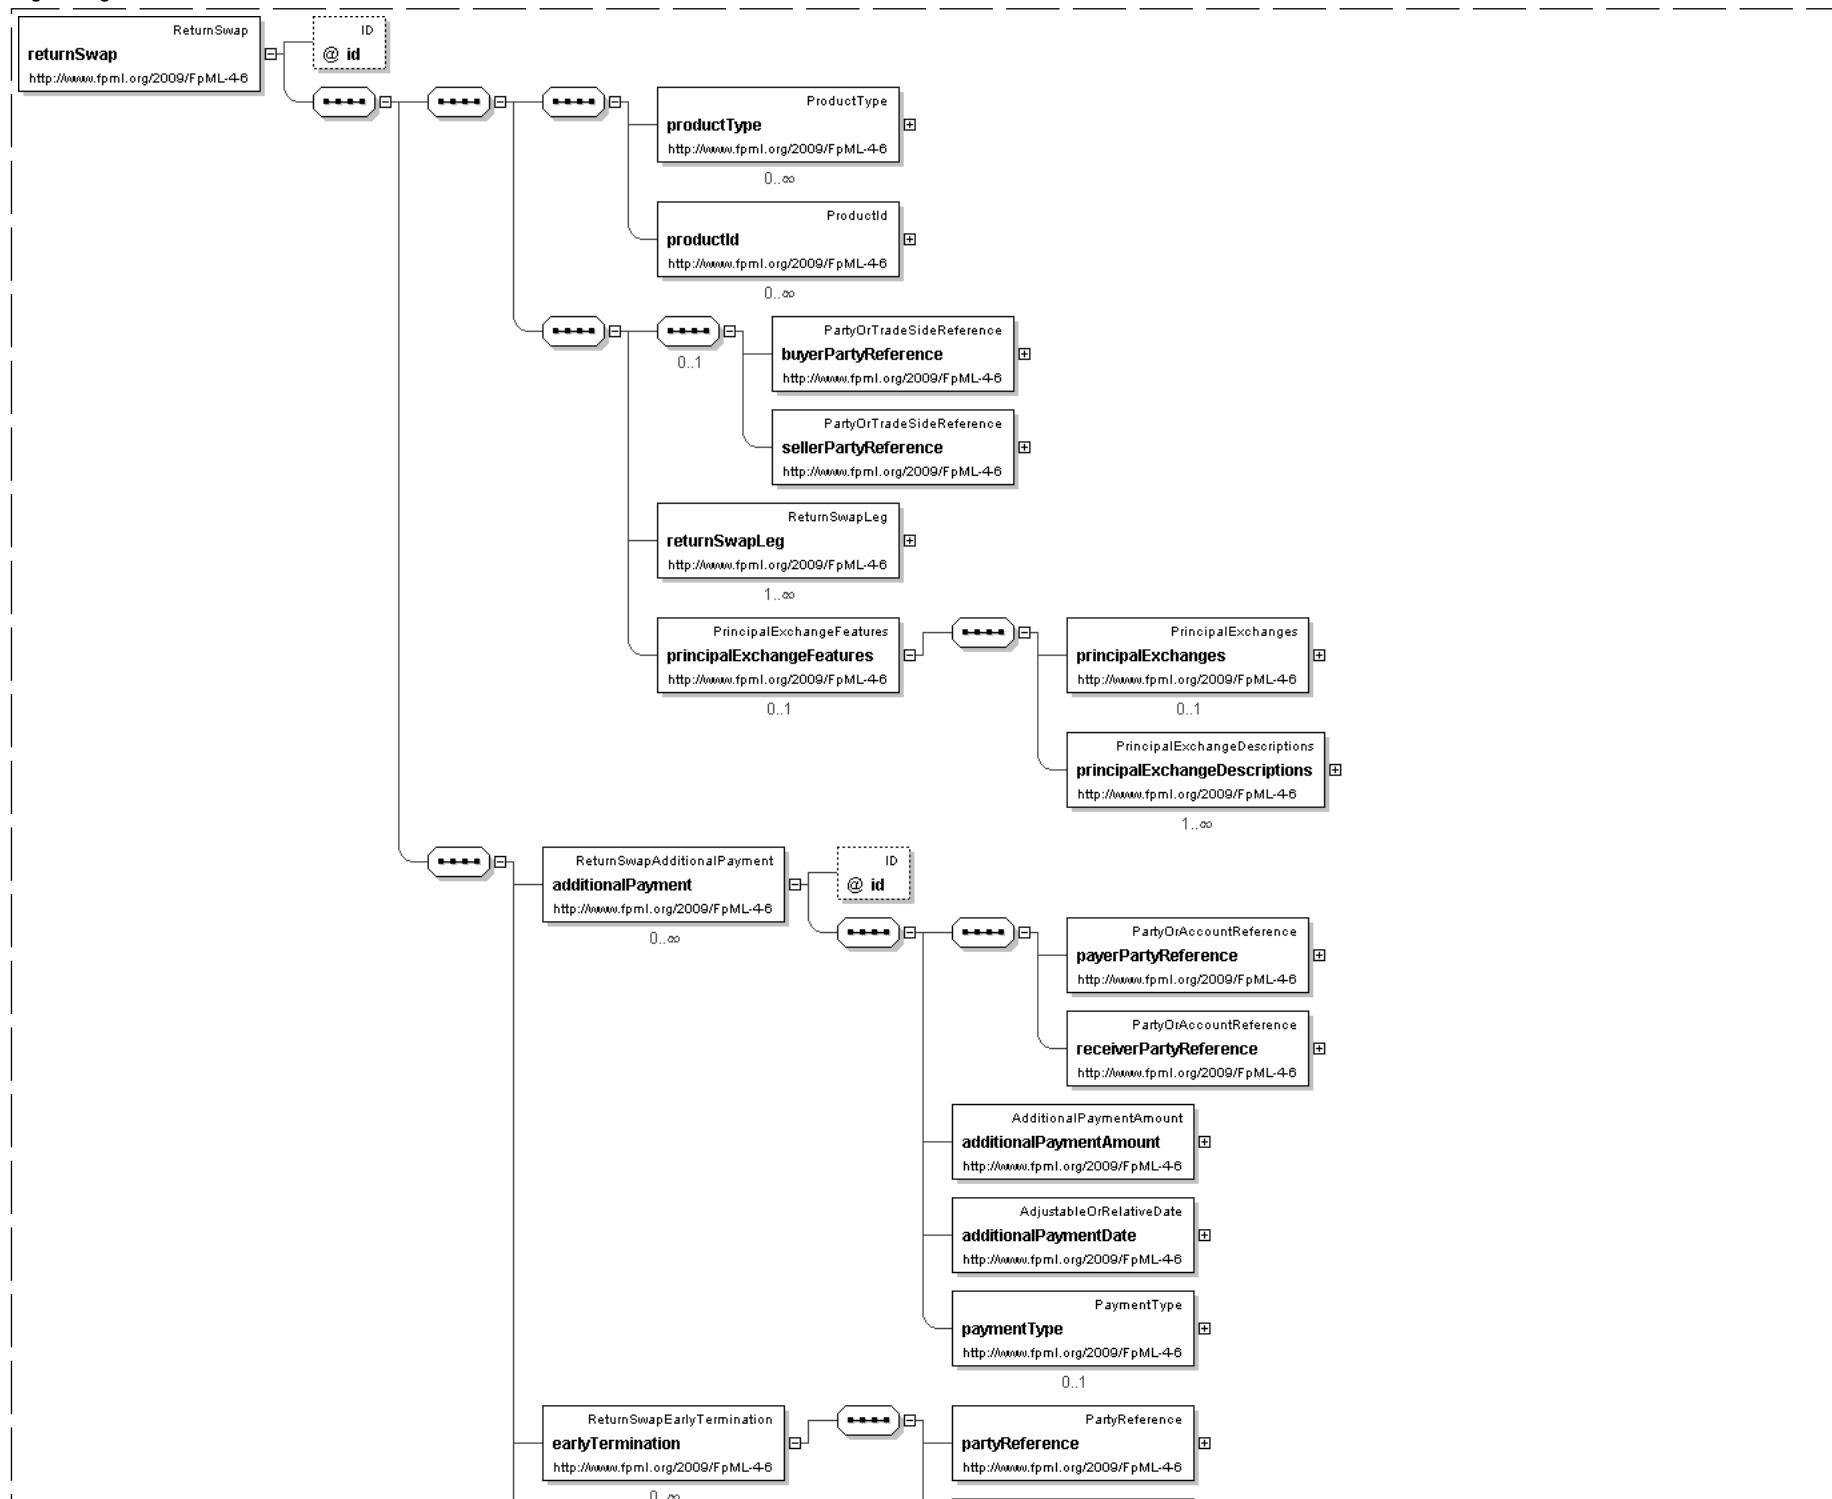 ReturnSwap
returnSwap
http://www.fpml.org/2009/FpML-4-6
ID
@ id
ProductType
productType
http://www.fpml.org/2009/FpML-4-6
0..∞
ProductId
productId
http://www.fpml.org/2009/FpML-4-6
0..∞
PartyOrTradeSideReference
buyerPartyReference
http://www.fpml.org/2009/FpML-4-6
0..1
PartyOrTradeSideReference
sellerPartyReference
http://www.fpml.org/2009/FpML-4-6
ReturnSwapLeg
returnSwapLeg
http://www.fpml.org/2009/FpML-4-6
1..∞
PrincipalExchangeFeatures
principalExchangeFeatures
http://www.fpml.org/2009/FpML-4-6
0..1
PrincipalExchanges
principalExchanges
http://www.fpml.org/2009/FpML-4-6
0..1
PrincipalExchangeDescriptions
principalExchangeDescriptions
http://www.fpml.org/2009/FpML-4-6
1..∞
ReturnSwapAdditionalPayment
additionalPayment
http://www.fpml.org/2009/FpML-4-6
0..∞
ID
@ id
PartyOrAccountReference
payerPartyReference
http://www.fpml.org/2009/FpML-4-6
PartyOrAccountReference
receiverPartyReference
http://www.fpml.org/2009/FpML-4-6
AdditionalPaymentAmount
additionalPaymentAmount
http://www.fpml.org/2009/FpML-4-6
AdjustableOrRelativeDate
additionalPaymentDate
http://www.fpml.org/2009/FpML-4-6
PaymentType
paymentType
http://www.fpml.org/2009/FpML-4-6
0..1
ReturnSwapEarlyTermination
earlyTermination
http://www.fpml.org/2009/FpML-4-6
0..∞
PartyReference
partyReference
http://www.fpml.org/2009/FpML-4-6